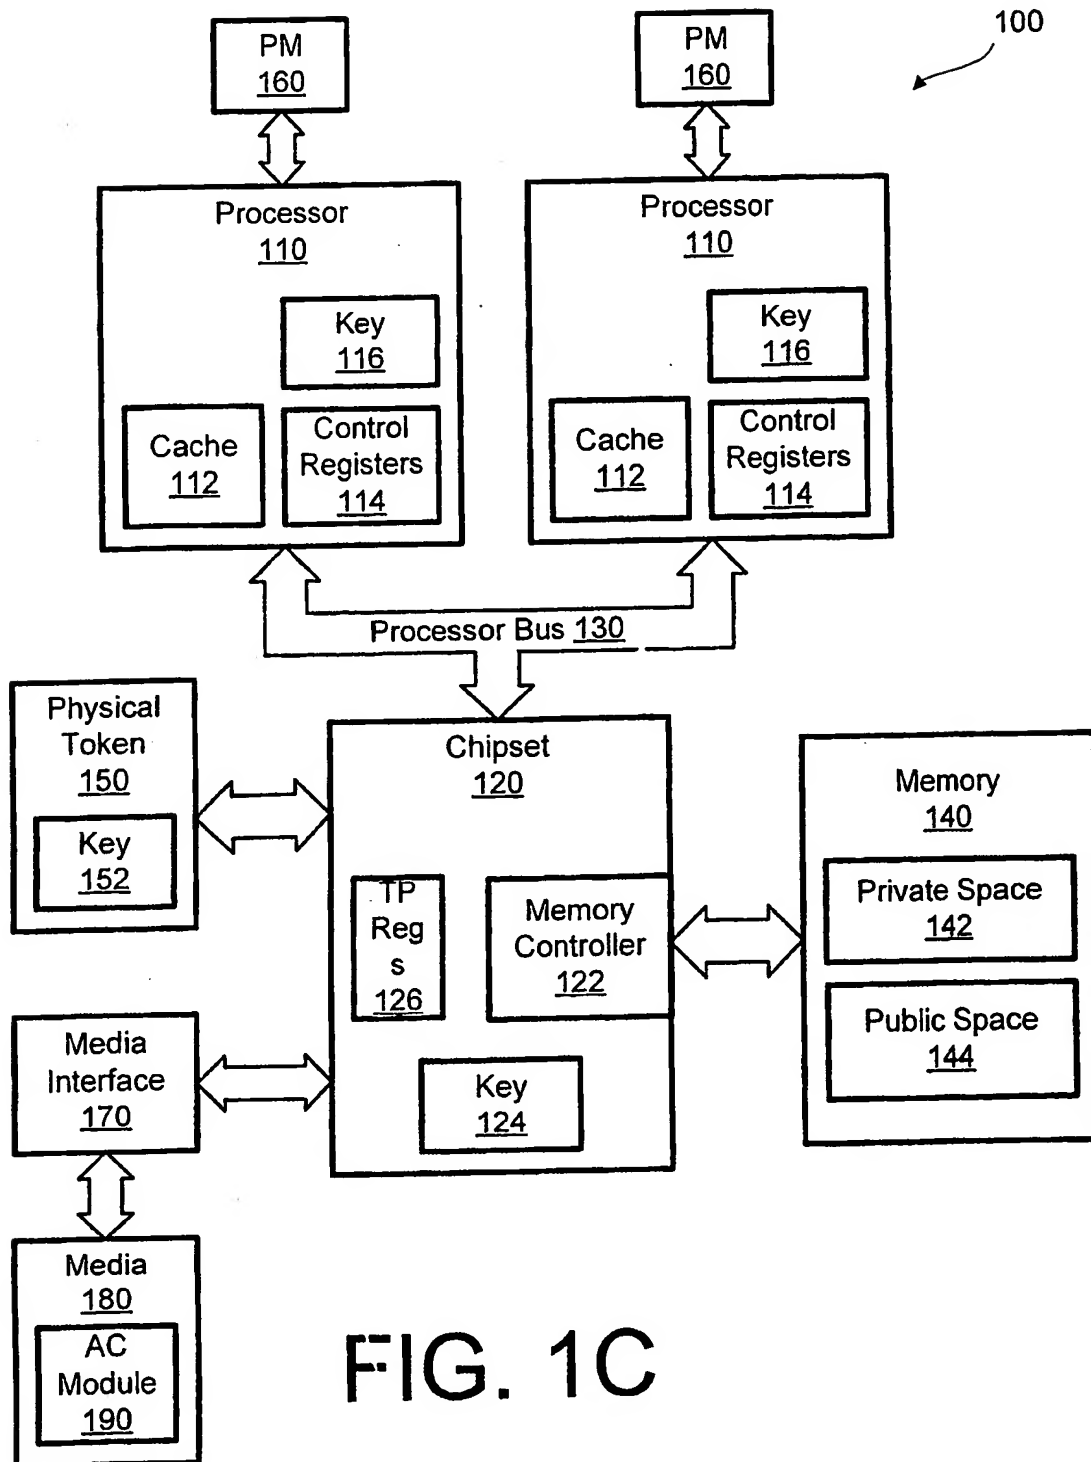 100
PM
160
PM
160
Processor
110
Key
116
Cache
112
Control
Registers
114
Processor
110
Key
116
Cache
112
Control
Registers
114
Processor Bus 130
Physical
Token
150
Key
152
Chipset
120
TP
Reg
s
126
Memory
Controller
122
Key
124
Memory
140
Private Space
142
Public Space
144
Media
Interface
170
Media
180
AC
Module
190
FIG. 1C